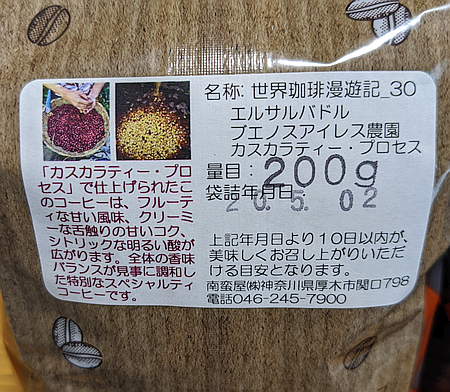 名称: 世界珈琲漫遊記_30
エルサルバドル
ブエノスアイレス農園
カスカラティー・プロセス
量目: 200g
袋詰年月日
20.5.02
「カスカラティー・プロ
セス」で仕上げられたこ
のコーヒーは、フルーテ
ィな甘い風味、クリーミ
ーな舌触りの甘いコク、
シトリックな明るい酸が
広がります。全体の香味
バランスが見事に調和し
た特別なスペシャルティ
コーヒーです。
上記年月日より10日以内が、
美味しくお召し上がりいただ
ける目安となります。
南蛮屋㈱神奈川県厚木市関口798
電話046-245-7900